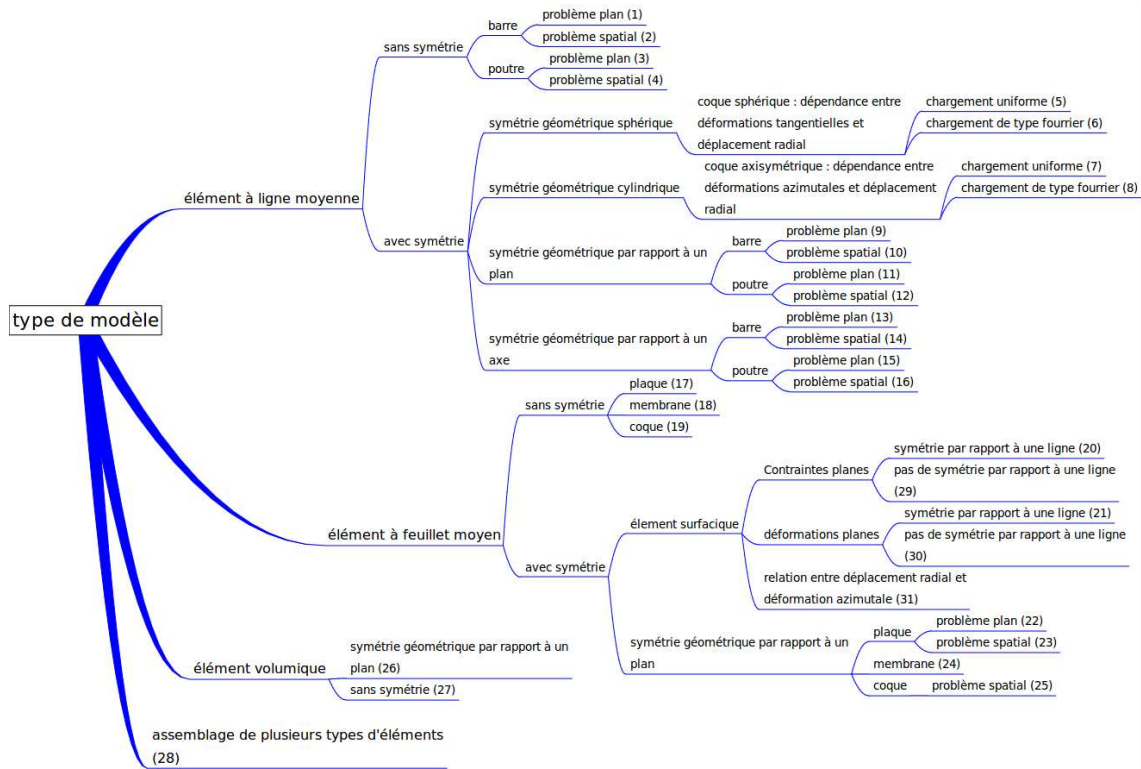 type de modèle
élément à ligne moyenne
sans symétrie
barre
problème plan (1)
problème spatial (2)
poutre
problème plan (3)
problème spatial (4)
avec symétrie
symétrie géométrique sphérique
coque sphérique : dépendance entre
déformations tangentielles et
déplacement radial
chargement uniforme (5)
chargement de type fourrier (6)
symétrie géométrique cylindrique
coque axisymétrique : dépendance entre
déformations azimutales et déplacement
radial
chargement uniforme (7)
chargement de type fourrier (8)
symétrie géométrique par rapport à un
plan
barre
problème plan (9)
problème spatial (10)
poutre
problème plan (11)
problème spatial (12)
symétrie géométrique par rapport à un
axe
barre
problème plan (13)
problème spatial (14)
poutre
problème plan (15)
problème spatial (16)
élément à feuillet moyen
sans symétrie
plaque (17)
membrane (18)
coque (19)
avec symétrie
élement surfacique
Contraintes planes
symétrie par rapport à une ligne (20)
pas de symétrie par rapport à une ligne
(29)
déformations planes
symétrie par rapport à une ligne (21)
pas de symétrie par rapport à une ligne
(30)
relation entre déplacement radial et
déformation azimutale (31)
symétrie géométrique par rapport à un
plan
plaque
problème plan (22)
problème spatial (23)
membrane (24)
coque
problème spatial (25)
élément volumique
symétrie géométrique par rapport à un
plan (26)
sans symétrie (27)
assemblage de plusieurs types d'éléments
(28)